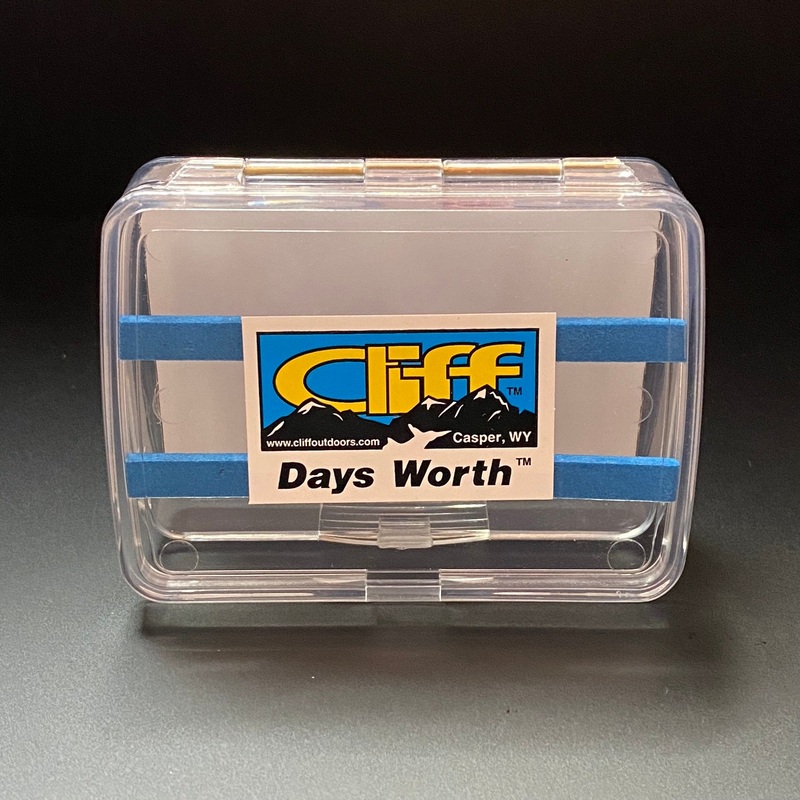 Cliff™
www.cliffoutdoors.com Casper, WY
Days Worth™